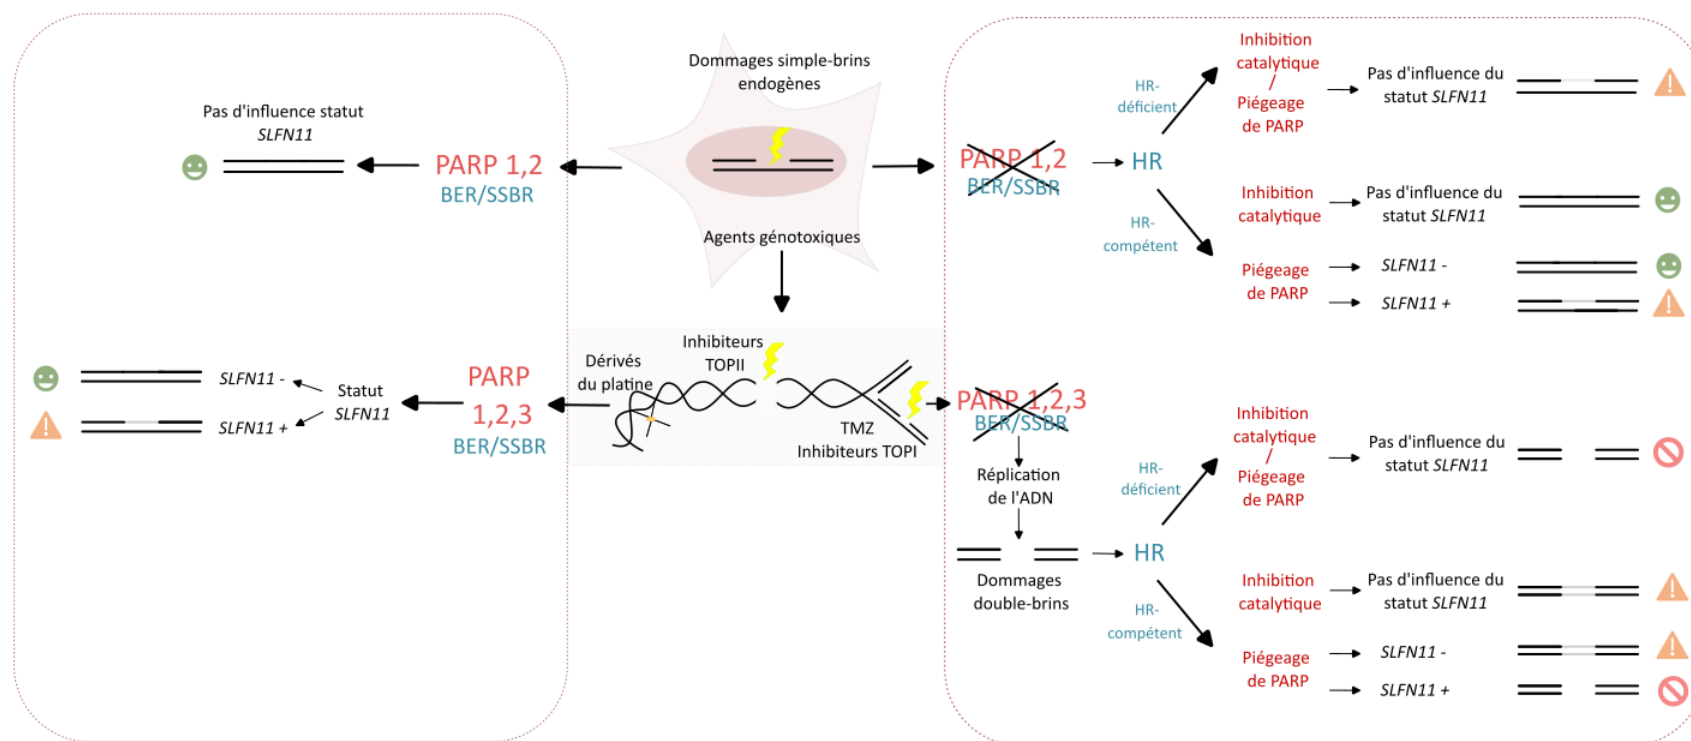 Pas d'influence statut
SLFN11
PARP 1,2
BER/SSBR
Dommages simple-brins
endogènes
Agents génotoxiques
PARP 1,2
BER/SSBR
HR
HR-
déficient
Inhibition
catalytique
/
Piégeage
de PARP
Pas d'influence du
statut SLFN11
HR-
compétent
Inhibition
catalytique
Pas d'influence du
statut SLFN11
Piégeage
de PARP
SLFN11 -
SLFN11 +
SLFN11 -
SLFN11 +
Statut
SLFN11
PARP
1,2,3
BER/SSBR
Dérivés
du platine
Inhibiteurs
TOPII
TMZ
Inhibiteurs TOPI
PARP 1,2,3
BER/SSBR
Réplication
de l'ADN
Dommages
double-brins
HR
HR-
déficient
Inhibition
catalytique
/
Piégeage
de PARP
Pas d'influence du
statut SLFN11
HR-
compétent
Inhibition
catalytique
Pas d'influence du
statut SLFN11
Piégeage
de PARP
SLFN11 -
SLFN11 +